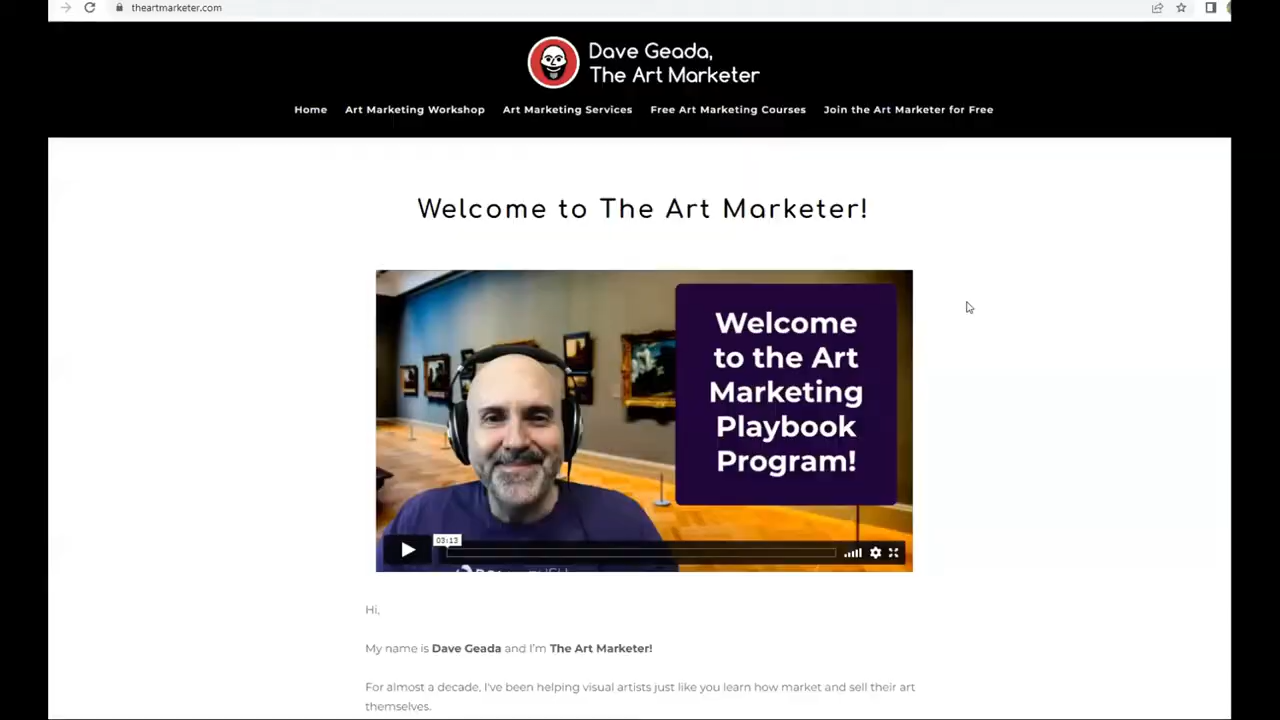 theartmarketer.com
Dave Geada,
The Art Marketer
Home Art Marketing Workshop Art Marketing Services Free Art Marketing Courses Join the Art Marketer for Free
Welcome to The Art Marketer!
Welcome
to the Art
Marketing
Playbook
Program!
03:13
Hi,
My name is Dave Geada and I'm The Art Marketer!
For almost a decade, I've been helping visual artists just like you learn how market and sell their art
themselves.